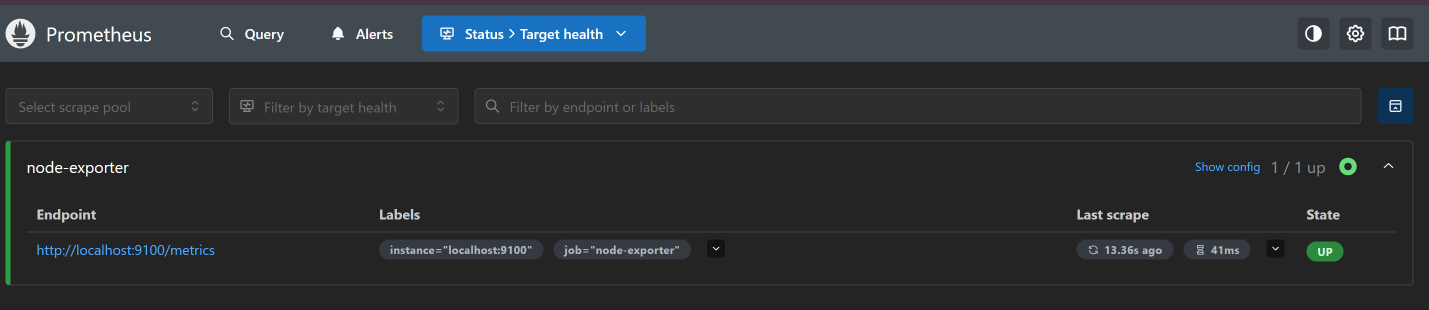 Prometheus Query Alerts Status > Target health
Select scrape pool Filter by target health Filter by endpoint or labels
node-exporter Show config 1 / 1 up
Endpoint Labels Last scrape State
http://localhost:9100/metrics instance="localhost:9100" job="node-exporter" 13.36s ago 41ms UP